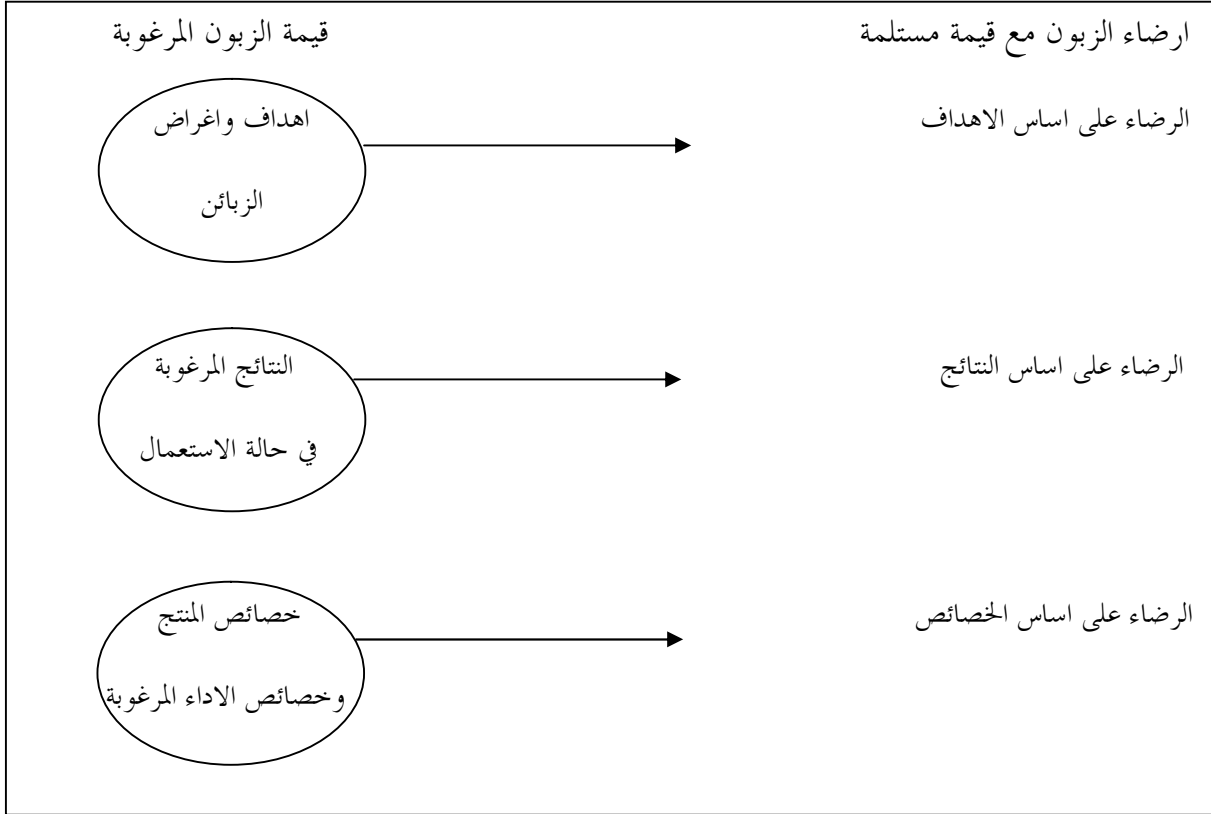 ارضاء الزبون مع قيمة مستلمة
قيمة الزبون المرغوبة
الرضاء على اساس الاهداف
اهداف واغراض
الزبائن
الرضاء على اساس النتائج
النتائج المرغوبة
في حالة الاستعمال
الرضاء على اساس الخصائص
خصائص المنتج
وخصائص الاداء المرغوبة